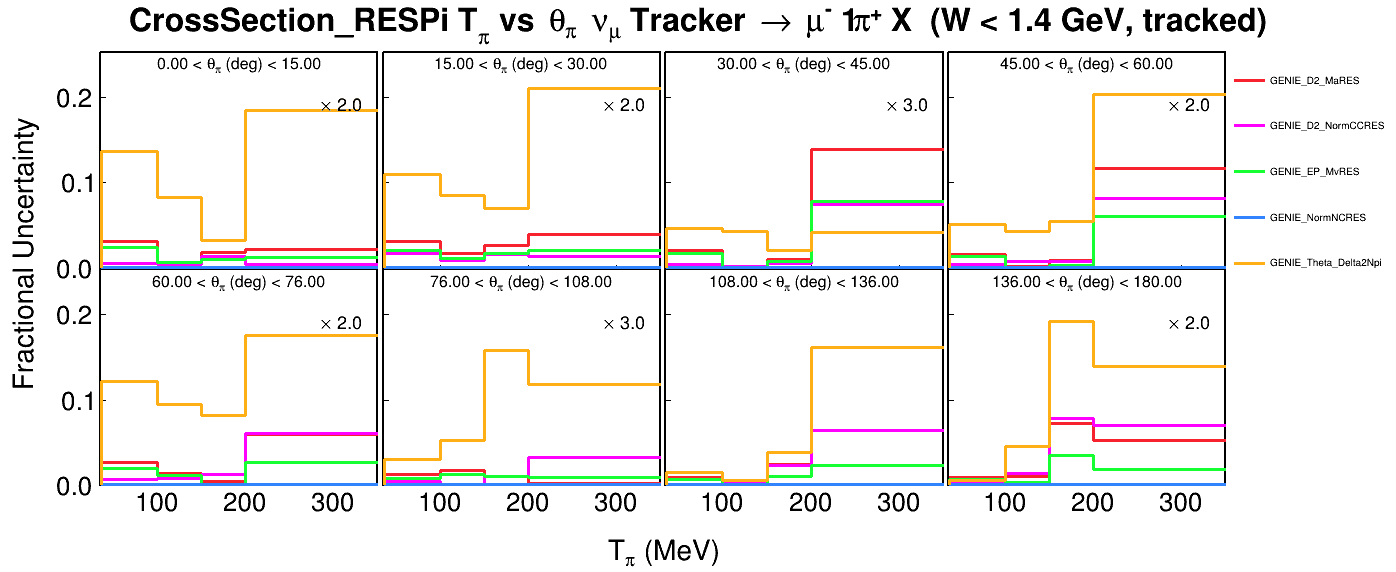 CrossSection_RESPi T_π vs θ_π ν_μ Tracker → μ⁻ 1π⁺ X (W < 1.4 GeV, tracked)
0.00 < θ_π (deg) < 15.00
15.00 < θ_π (deg) < 30.00
30.00 < θ_π (deg) < 45.00
45.00 < θ_π (deg) < 60.00
× 2.0
× 2.0
× 3.0
× 2.0
0.2
0.1
0.0
60.00 < θ_π (deg) < 76.00
76.00 < θ_π (deg) < 108.00
108.00 < θ_π (deg) < 136.00
136.00 < θ_π (deg) < 180.00
× 2.0
× 3.0
× 2.0
0.2
0.1
0.0
100 200 300
100 200 300
100 200 300
100 200 300
T_π (MeV)
Fractional Uncertainty
GENIE_D2_MaRES
GENIE_D2_NormCCRES
GENIE_EP_MvRES
GENIE_NormNCRES
GENIE_Theta_Delta2Npi